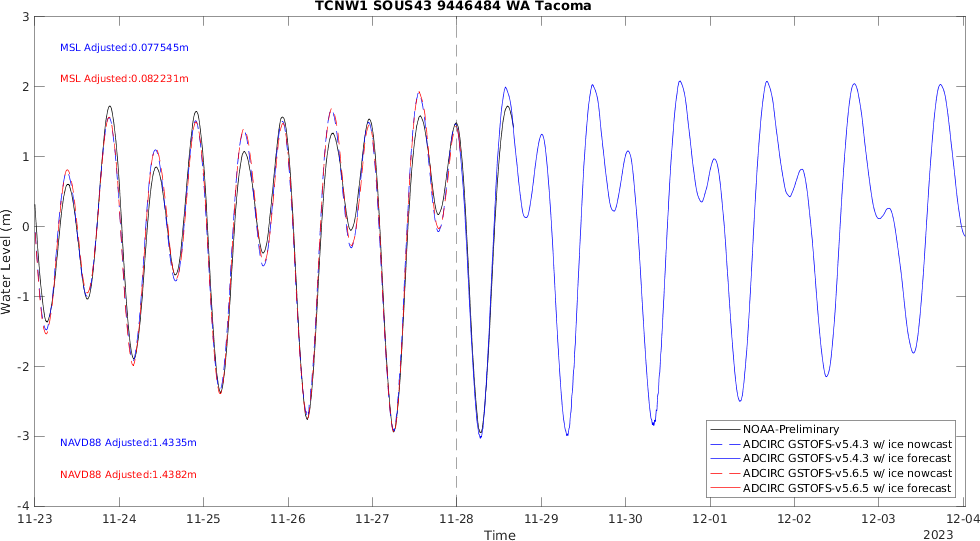 TCNW1 SOUS43 9446484 WA Tacoma
3
2
1
0
-1
-2
-3
-4
Water Level (m)
MSL Adjusted:0.077545m
MSL Adjusted:0.082231m
NAVD88 Adjusted:1.4335m
NAVD88 Adjusted:1.4382m
NOAA-Preliminary
ADCIRC GSTOFS-v5.4.3 w/ ice nowcast
ADCIRC GSTOFS-v5.4.3 w/ ice forecast
ADCIRC GSTOFS-v5.6.5 w/ ice nowcast
ADCIRC GSTOFS-v5.6.5 w/ ice forecast
11-23 11-24 11-25 11-26 11-27 11-28 11-29 11-30 12-01 12-02 12-03 12-04
Time
2023